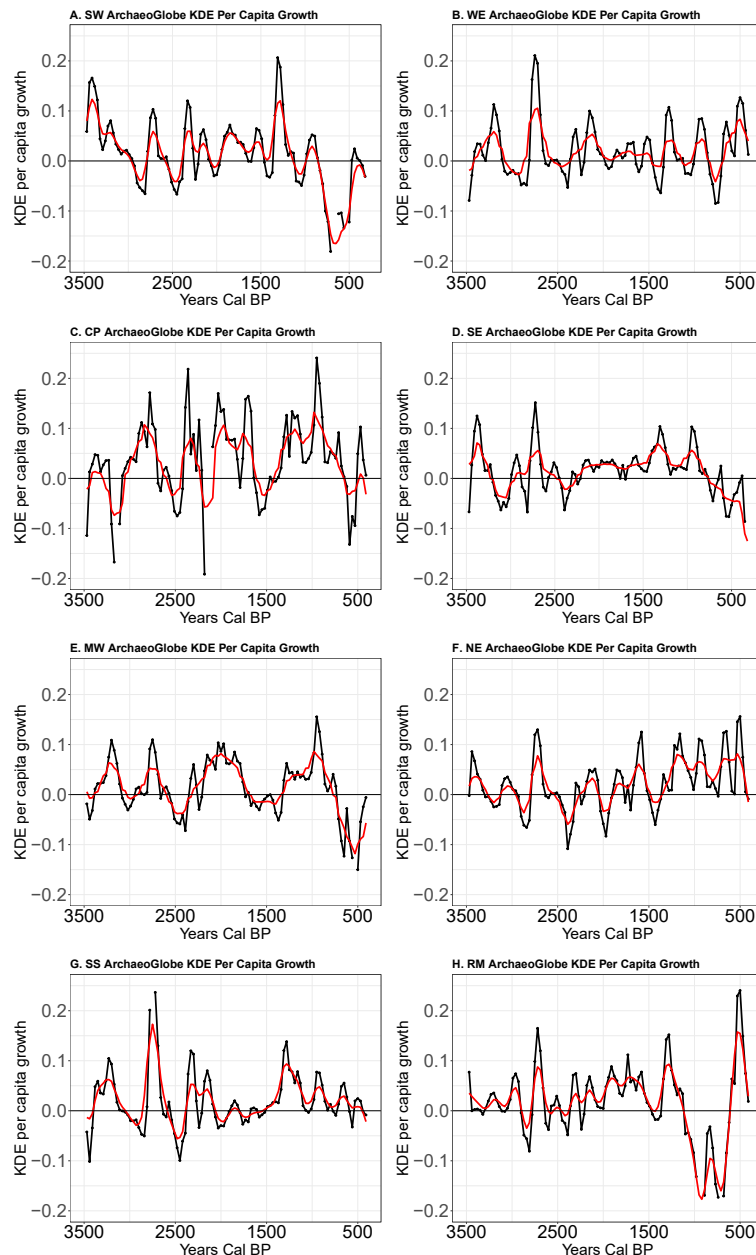 A. SW ArchaeoGlobe KDE Per Capita Growth
KDE per capita growth
0.2
0.1
0.0
−0.1
−0.2
3500 2500 1500 500
Years Cal BP
B. WE ArchaeoGlobe KDE Per Capita Growth
KDE per capita growth
0.2
0.1
0.0
−0.1
−0.2
3500 2500 1500 500
Years Cal BP
C. CP ArchaeoGlobe KDE Per Capita Growth
KDE per capita growth
0.2
0.1
0.0
−0.1
−0.2
3500 2500 1500 500
Years Cal BP
D. SE ArchaeoGlobe KDE Per Capita Growth
KDE per capita growth
0.2
0.1
0.0
−0.1
−0.2
3500 2500 1500 500
Years Cal BP
E. MW ArchaeoGlobe KDE Per Capita Growth
KDE per capita growth
0.2
0.1
0.0
−0.1
−0.2
3500 2500 1500 500
Years Cal BP
F. NE ArchaeoGlobe KDE Per Capita Growth
KDE per capita growth
0.2
0.1
0.0
−0.1
−0.2
3500 2500 1500 500
Years Cal BP
G. SS ArchaeoGlobe KDE Per Capita Growth
KDE per capita growth
0.2
0.1
0.0
−0.1
−0.2
3500 2500 1500 500
Years Cal BP
H. RM ArchaeoGlobe KDE Per Capita Growth
KDE per capita growth
0.2
0.1
0.0
−0.1
−0.2
3500 2500 1500 500
Years Cal BP